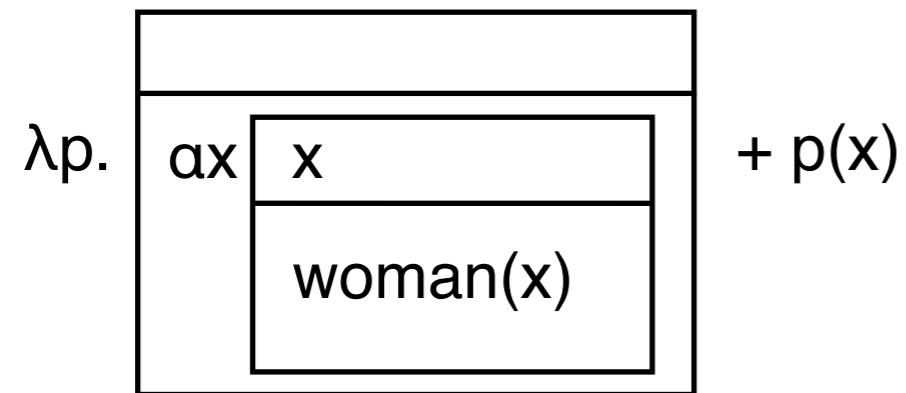 λp. αx x + p(x)
woman(x)